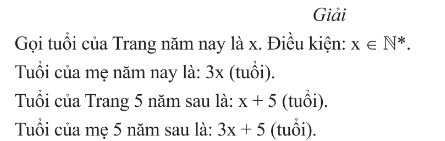 Giải
Gọi tuổi của Trang năm nay là x. Điều kiện: x ∈ ℕ*.
Tuổi của mẹ năm nay là: 3x (tuổi).
Tuổi của Trang 5 năm sau là: x + 5 (tuổi).
Tuổi của mẹ 5 năm sau là: 3x + 5 (tuổi).